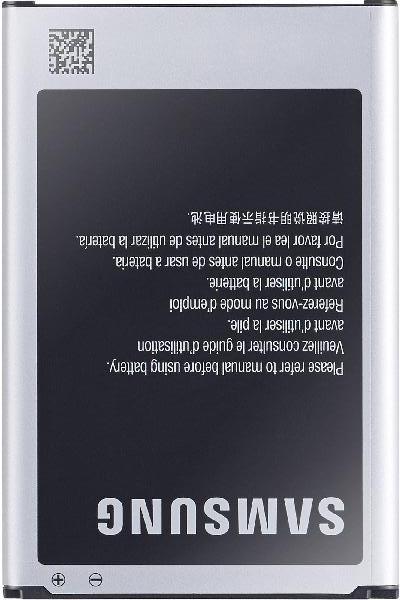 SAMSUNG
Please refer to manual before using battery.
Veuillez consulter le guide d'utilisation
avant d'utiliser la pile.
Referez-vous au mode d'emploi
avant d'utiliser la batterie.
Consulte o manual antes de usar a bateria.
Por favor lea el manual antes de utilizar la batería.
请按照说明书指示使用电池.